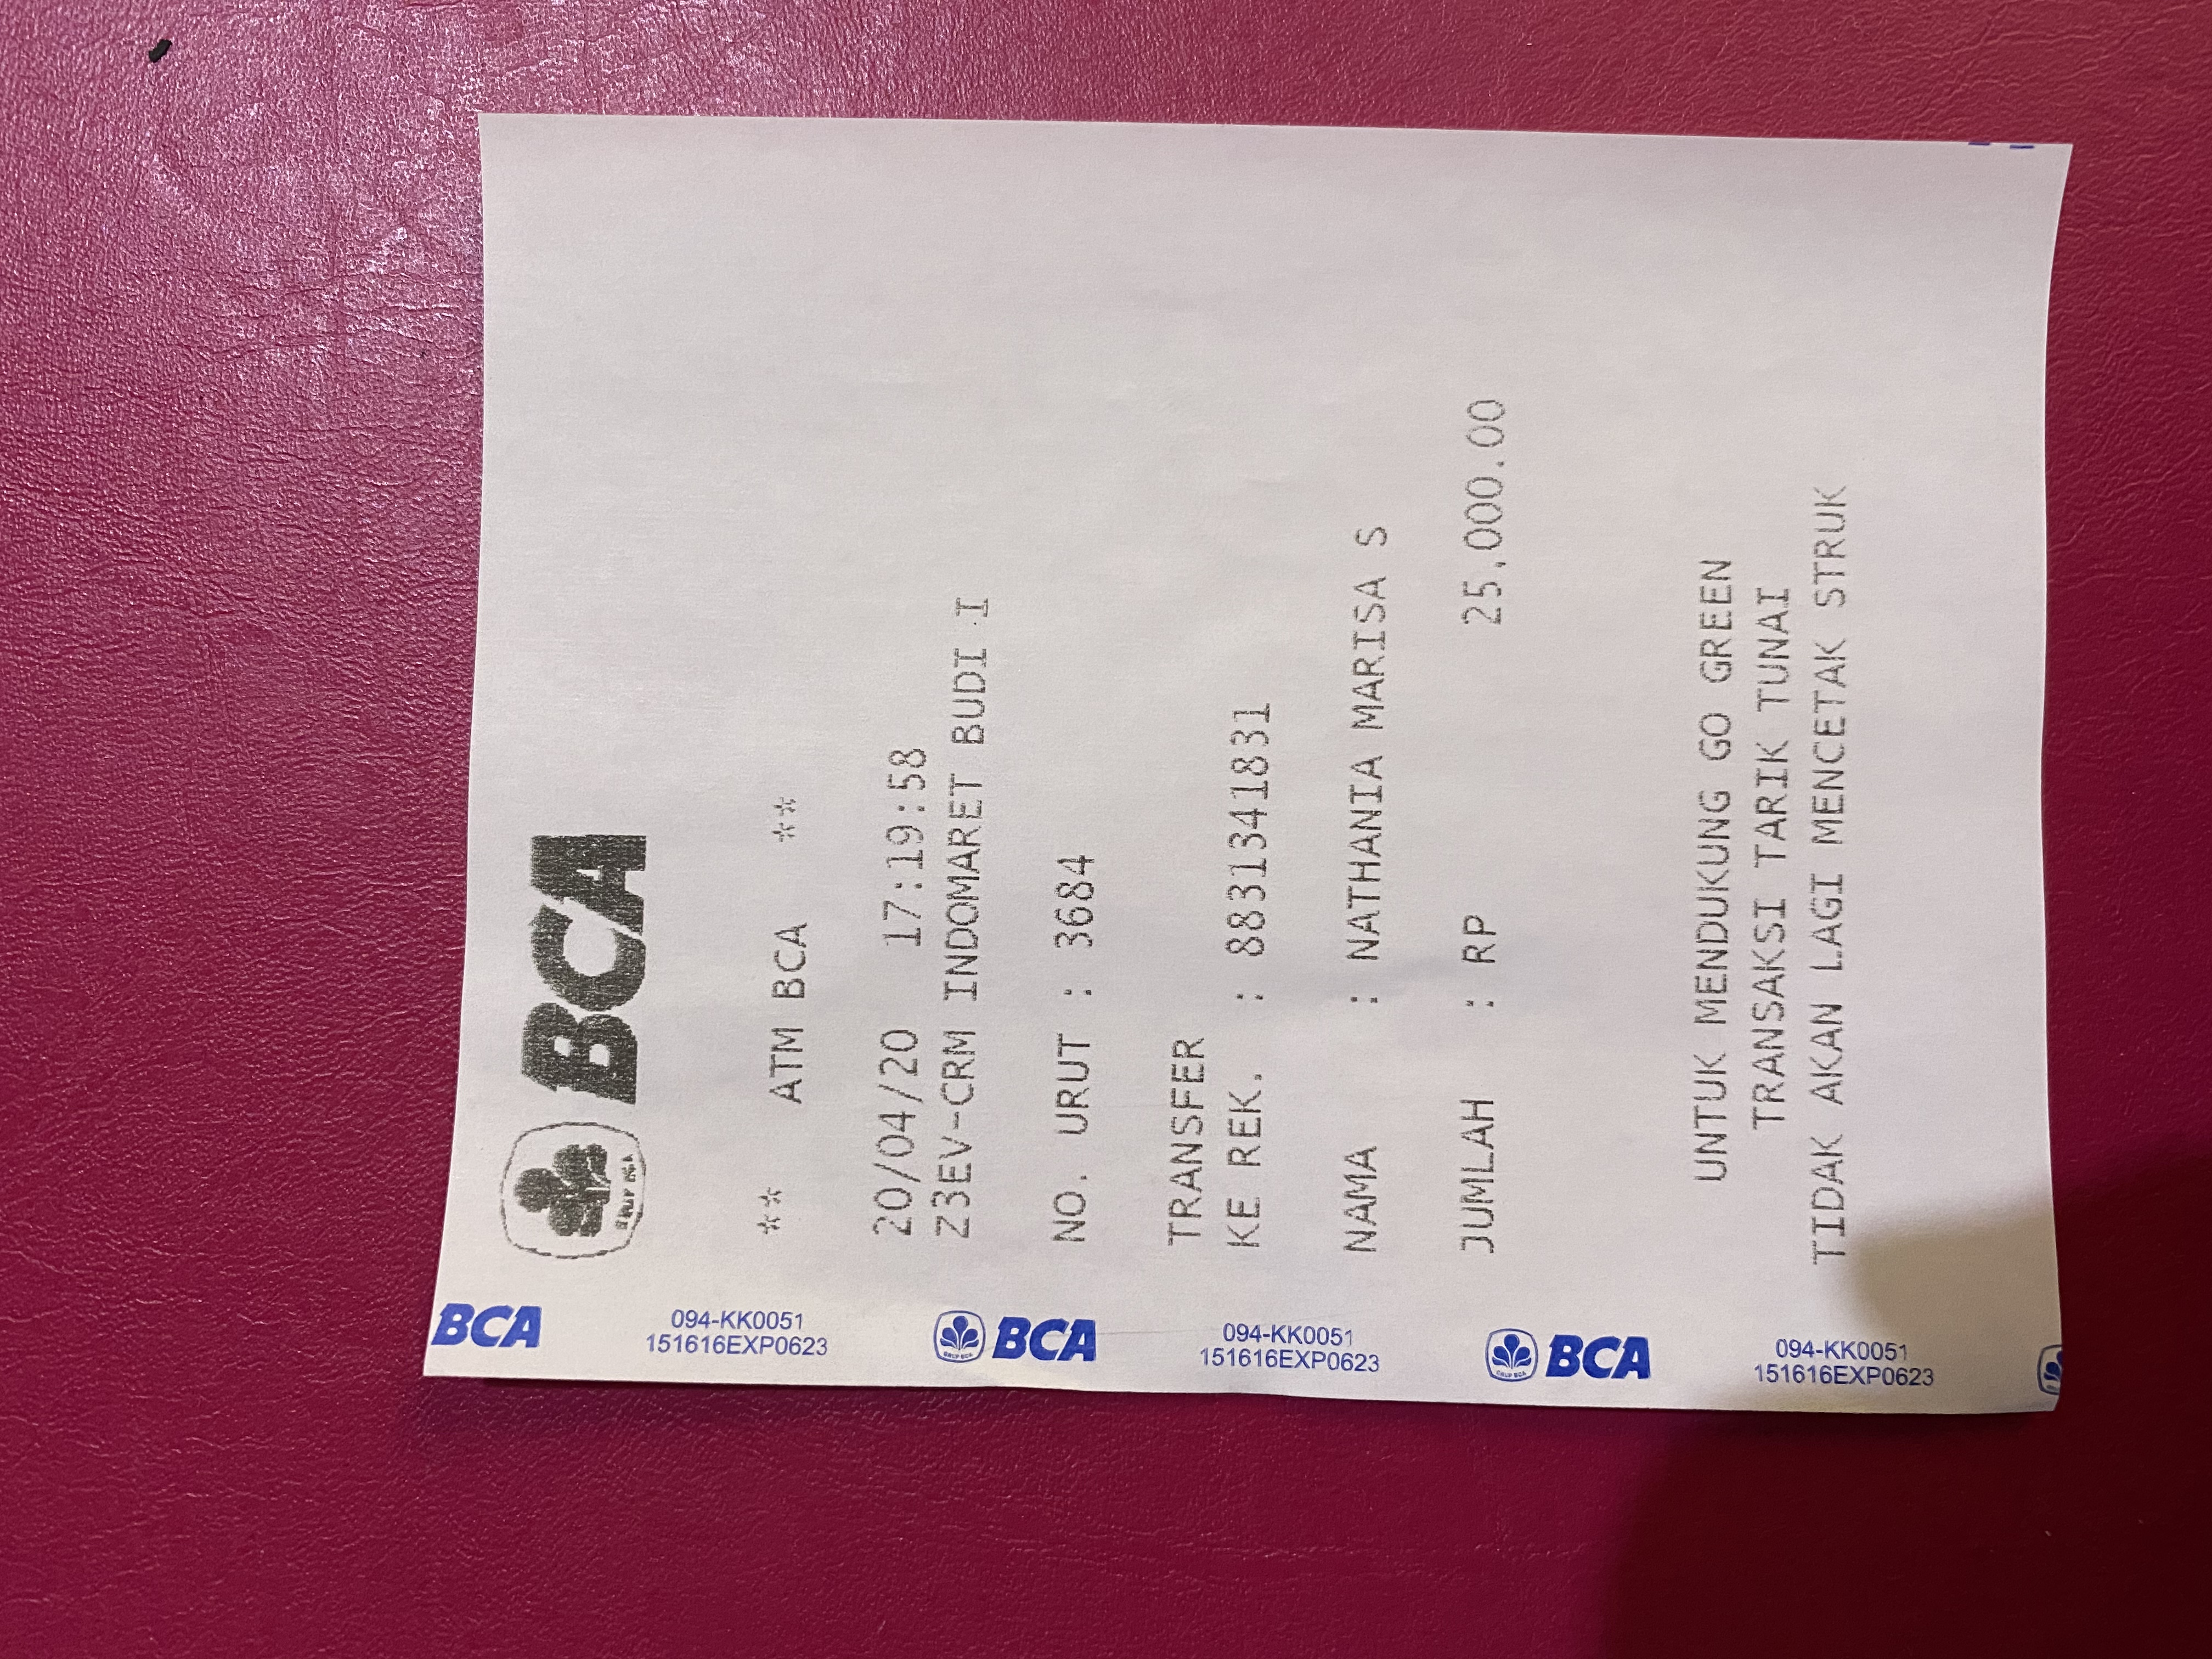 BCA
GRUP BCA
BCA
094-KK0051
151616EXP0623
** ATM BCA **
20/04/20 17:19:58
Z3EV-CRM INDOMARET BUDI I
BCA
NO. URUT : 3684
TRANSFER
KE REK. : 8831341831
094-KK0051
151616EXP0623
NAMA : NATHANIA MARISA S
JUMLAH : RP 25,000.00
BCA
UNTUK MENDUKUNG GO GREEN
TRANSAKSI TARIK TUNAI
TIDAK AKAN LAGI MENCETAK STRUK
094-KK0051
151616EXP0623